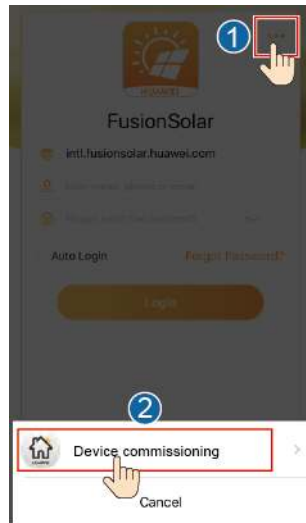 1
...
HUAWEI
FusionSolar
intl.fusionsolar.huawei.com
Auto Login Forgot Password?
Login
2
Device commissioning
Cancel